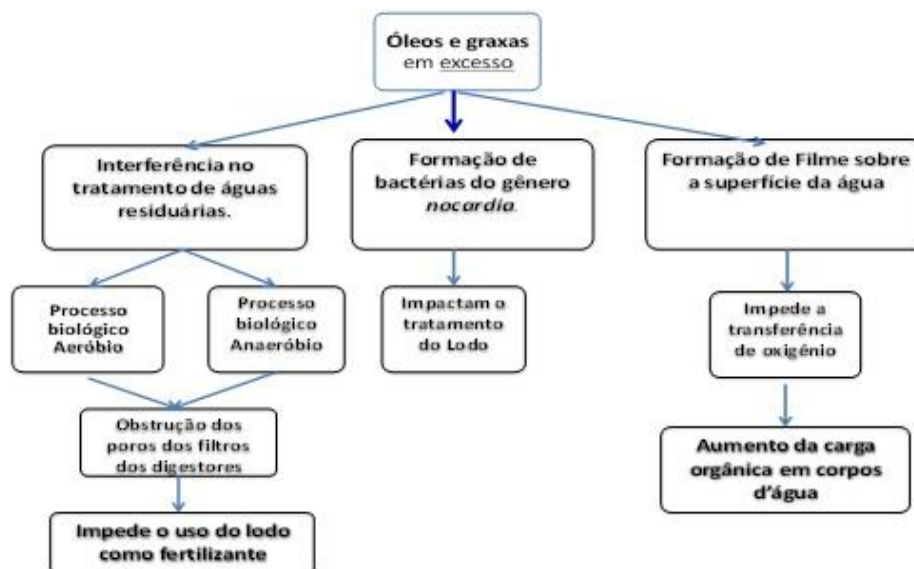 Óleos e graxas
em excesso
Interferência no
tratamento de águas
residuárias.
Formação de
bactérias do gênero
nocardia.
Formação de Filme sobre
a superfície da água
Processo
biológico
Aeróbio
Processo
biológico
Anaeróbio
Impactam o
tratamento
do Lodo
Impede a
transferência
de oxigénio
Obstrução dos
poros dos filtros
dos digestores
Aumento da carga
orgânica em corpos
d'água
Impede o uso do lodo
como fertilizante